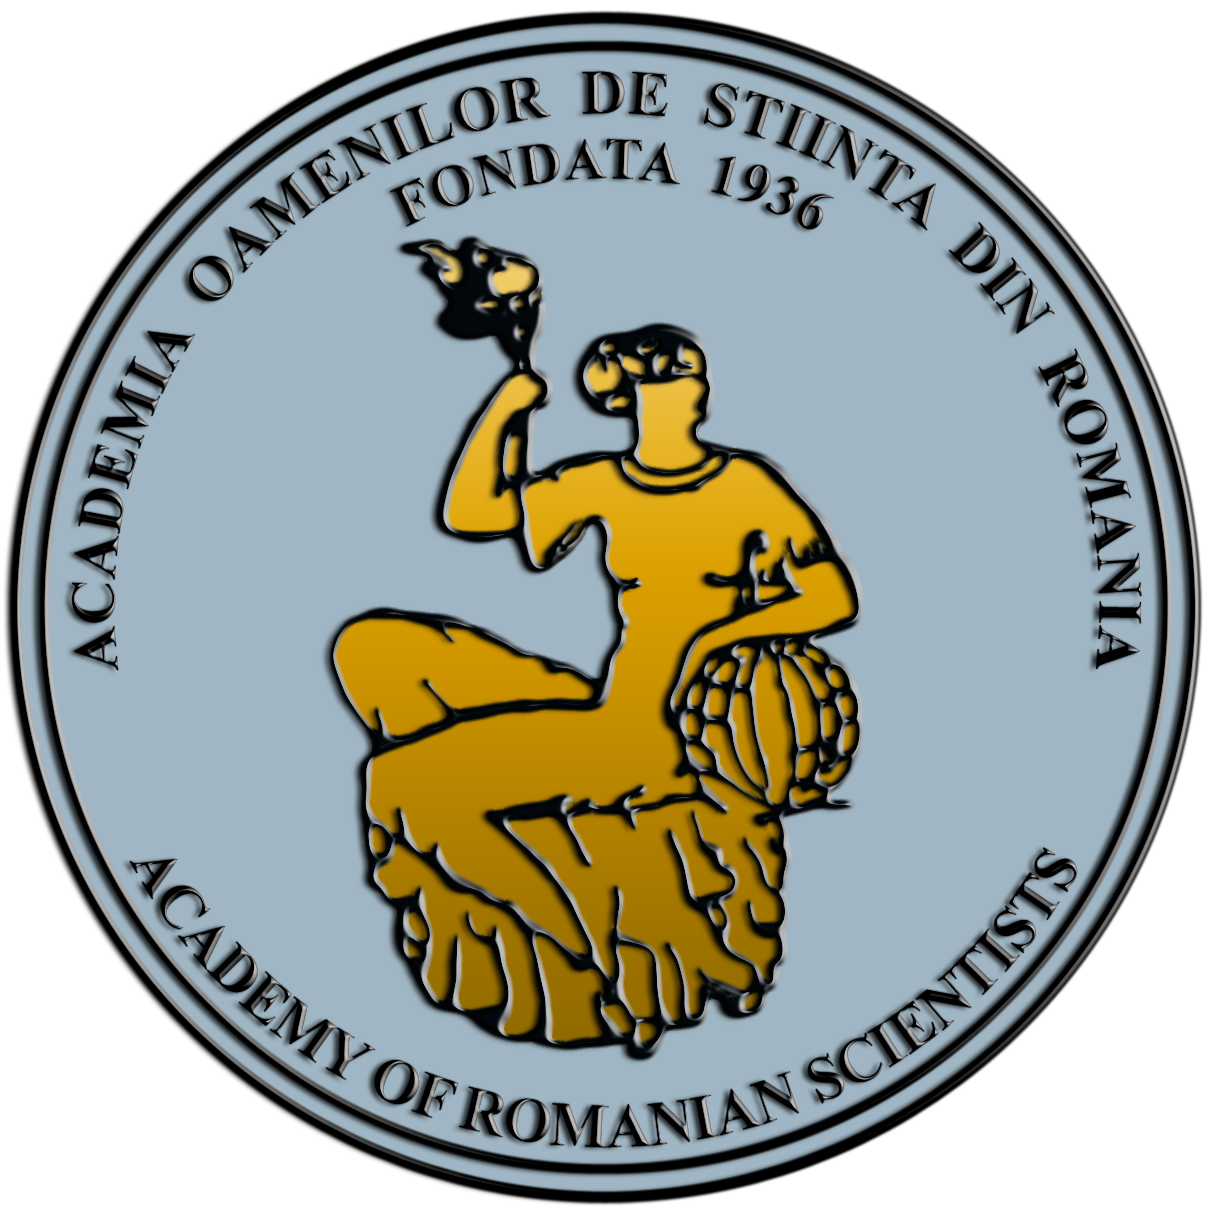 ACADEMIA OAMENILOR DE STIINTA DIN ROMANIA
FONDATA 1936
ACADEMY OF ROMANIAN SCIENTISTS